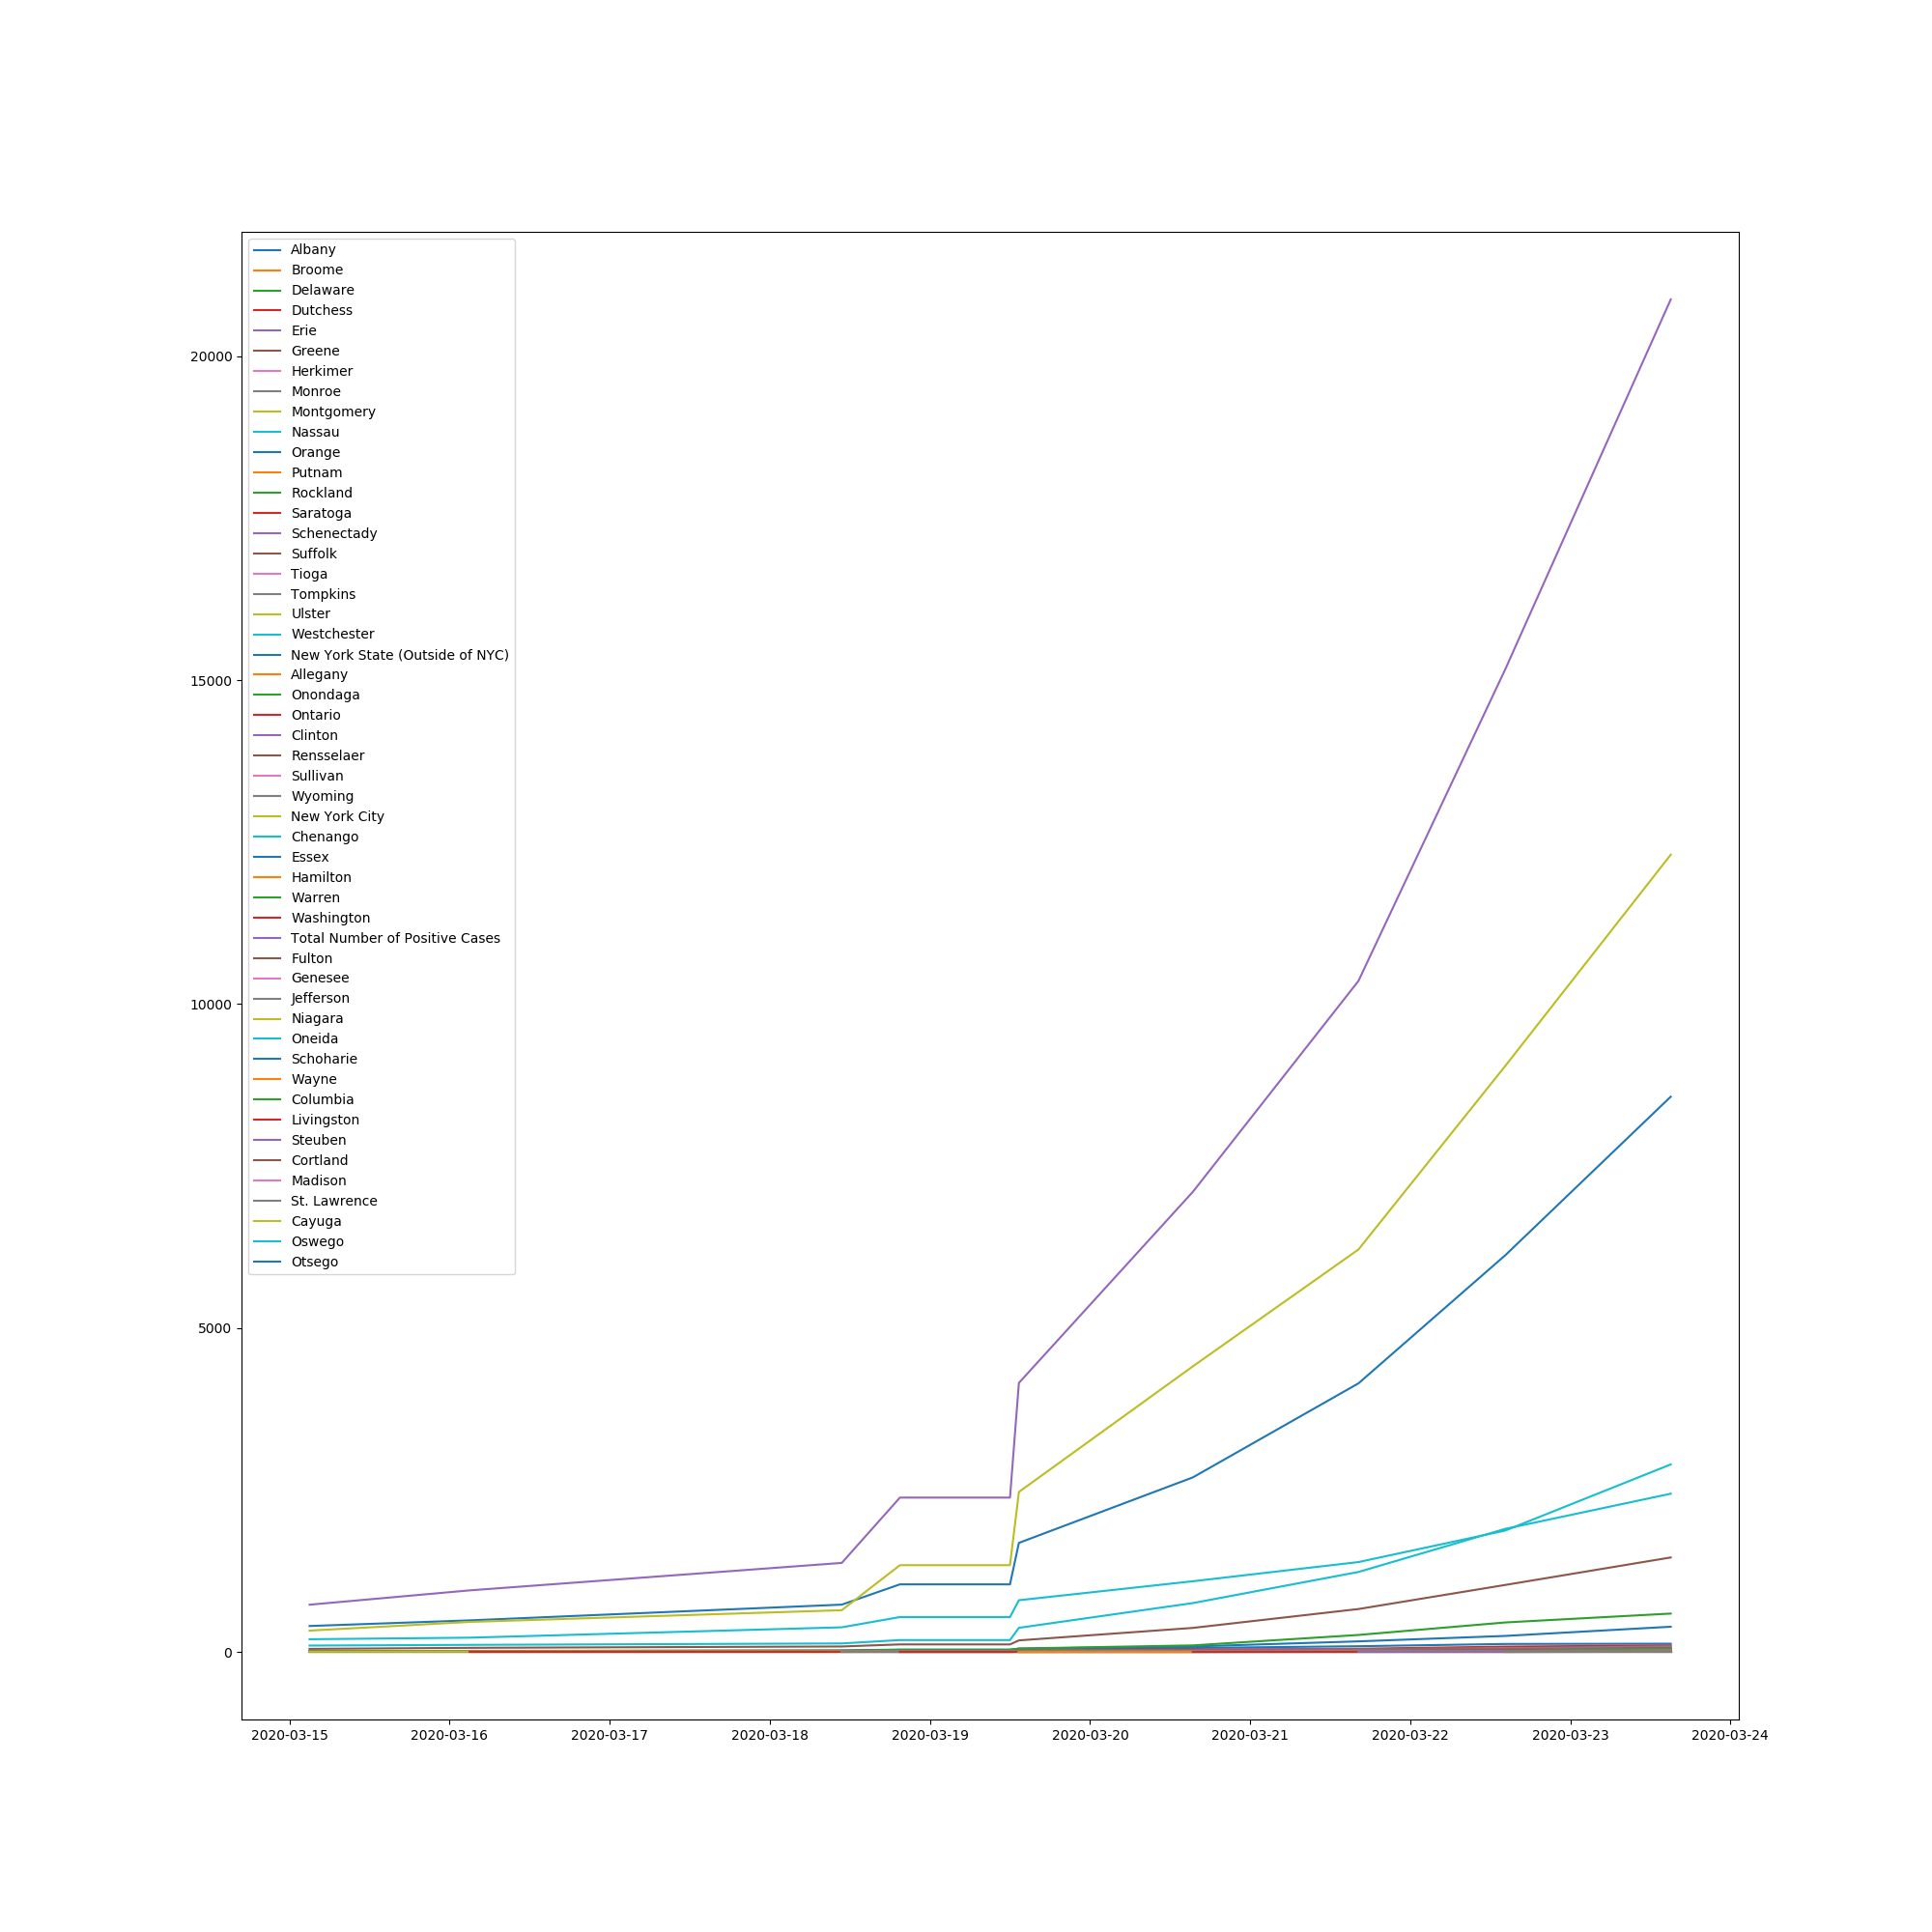 Albany
Broome
Delaware
Dutchess
Erie
Greene
Herkimer
Monroe
Montgomery
Nassau
Orange
Putnam
Rockland
Saratoga
Schenectady
Suffolk
Tioga
Tompkins
Ulster
Westchester
New York State (Outside of NYC)
Allegany
Onondaga
Ontario
Clinton
Rensselaer
Sullivan
Wyoming
New York City
Chenango
Essex
Hamilton
Warren
Washington
Total Number of Positive Cases
Fulton
Genesee
Jefferson
Niagara
Oneida
Schoharie
Wayne
Columbia
Livingston
Steuben
Cortland
Madison
St. Lawrence
Cayuga
Oswego
Otsego
20000
15000
10000
5000
0
2020-03-15 2020-03-16 2020-03-17 2020-03-18 2020-03-19 2020-03-20 2020-03-21 2020-03-22 2020-03-23 2020-03-24